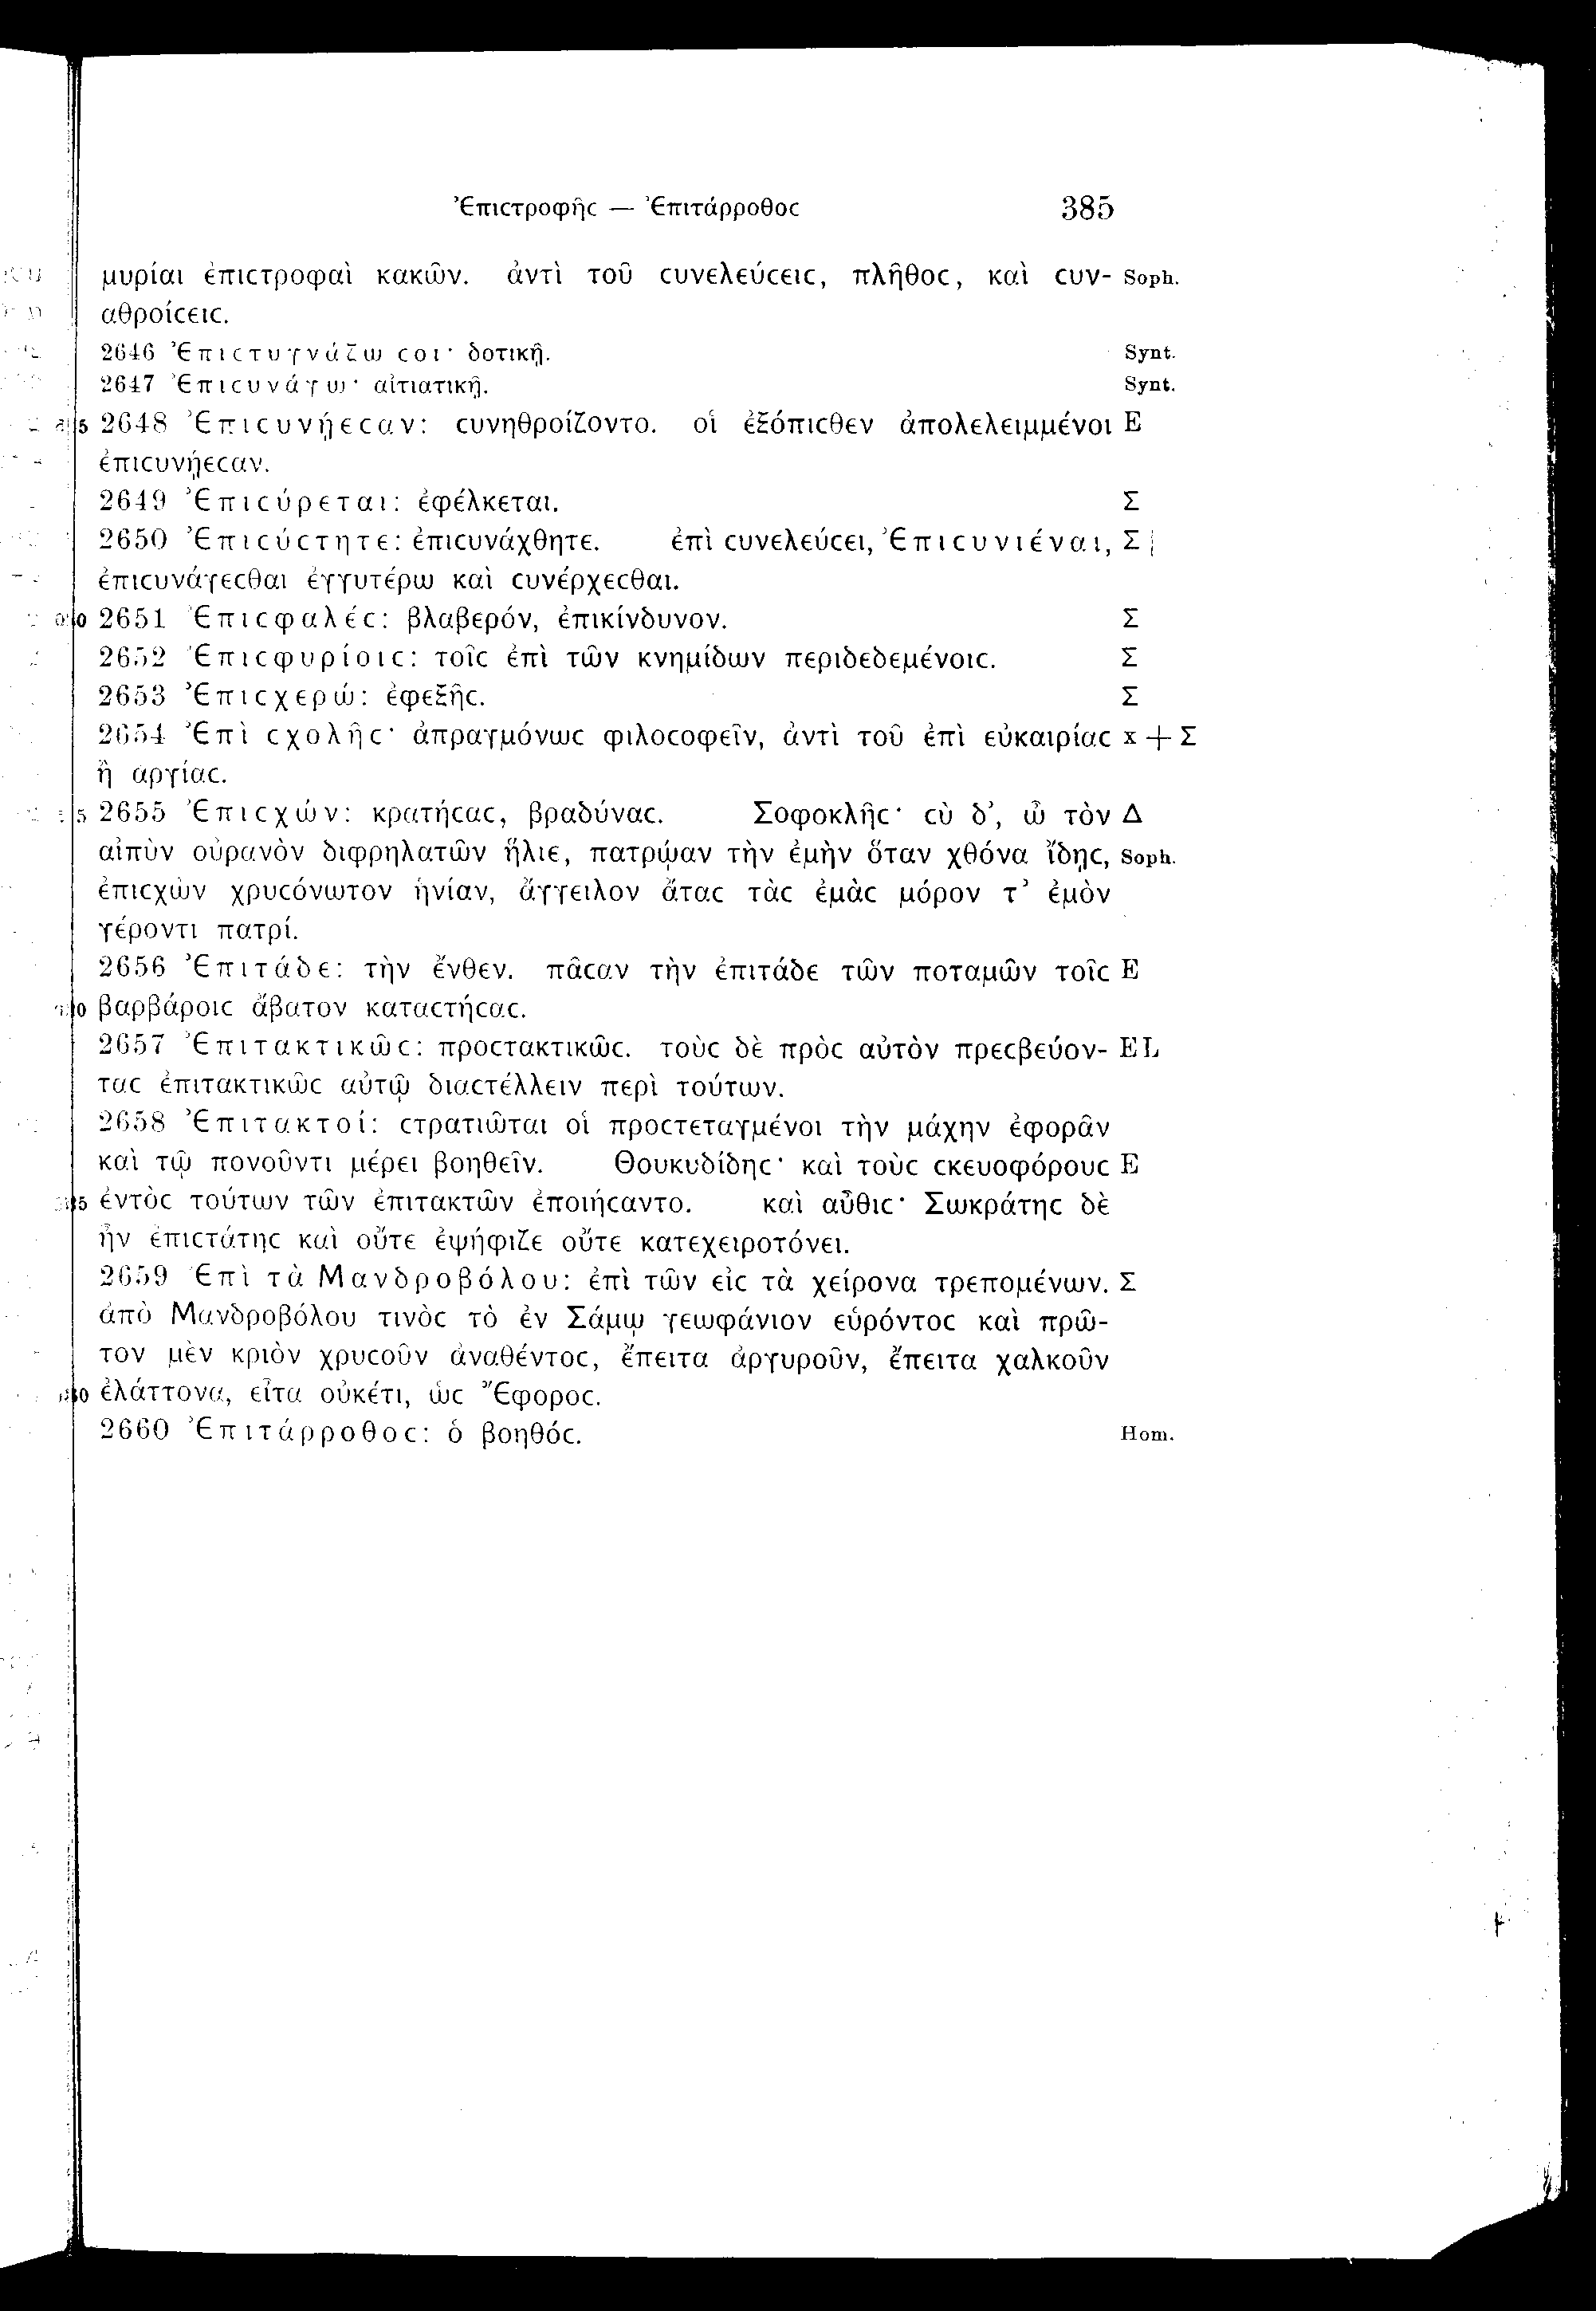 Ἐπιϲτροφῆϲ — Ἐπιτάρροθοϲ 385
μυρίαι ἐπιϲτροφαὶ κακῶν. ἀντὶ τοῦ ϲυνελεύϲειϲ, πλῆθοϲ, καὶ ϲυν- Soph.
αθροίϲειϲ.
2646 Ἐπιϲτυγνάζω ϲοι· δοτικῇ. Synt.
2647 Ἐπιϲυνάγω· αἰτιατικῇ. Synt.
5 2648 Ἐπιϲυνῄεϲαν: ϲυνηθροίζοντο. οἱ ἐξόπιϲθεν ἀπολελειμμένοι E
ἐπιϲυνῄεϲαν.
2649 Ἐπιϲύρεται: ἐφέλκεται. Σ
2650 Ἐπιϲύϲτητε: ἐπιϲυνάχθητε. ἐπὶ ϲυνελεύϲει, Ἐπιϲυνιέναι, Σ |
ἐπιϲυνάγεϲθαι ἐγγυτέρω καὶ ϲυνέρχεϲθαι.
2651 Ἐπιϲφαλέϲ: βλαβερόν, ἐπικίνδυνον. Σ
2652 Ἐπιϲφυρίοιϲ: τοῖϲ ἐπὶ τῶν κνημίδων περιδεδεμένοιϲ. Σ
2653 Ἐπιϲχερώ: ἐφεξῆϲ. Σ
2654 Ἐπὶ ϲχολῆϲ· ἀπραγμόνωϲ φιλοϲοφεῖν, ἀντὶ τοῦ ἐπὶ εὐκαιρίαϲ x + Σ
ἢ ἀργίαϲ.
5 2655 Ἐπιϲχών: κρατήϲαϲ, βραδύναϲ. Σοφοκλῆϲ· ϲὺ δ’, ὦ τὸν Δ
αἰπὺν οὐρανὸν διφρηλατῶν ἥλιε, πατρῴαν τὴν ἐμὴν ὅταν χθόνα ἴδῃϲ, Soph.
ἐπιϲχὼν χρυϲόνωτον ἡνίαν, ἄγγειλον ἄταϲ τὰϲ ἐμὰϲ μόρον τ’ ἐμὸν
γέροντι πατρί.
2656 Ἐπιτάδε: τὴν ἔνθεν. πᾶϲαν τὴν ἐπιτάδε τῶν ποταμῶν τοῖϲ E
βαρβάροιϲ ἄβατον καταϲτήϲαϲ.
2657 Ἐπιτακτικῶϲ: προϲτακτικῶϲ. τοὺϲ δὲ πρὸϲ αὐτὸν πρεϲβεύον- EL
ταϲ ἐπιτακτικῶϲ αὐτῷ διαϲτέλλειν περὶ τούτων.
2658 Ἐπιτακτοί: ϲτρατιῶται οἱ προϲτεταγμένοι τὴν μάχην ἐφορᾶν
καὶ τῷ πονοῦντι μέρει βοηθεῖν. Θουκυδίδηϲ· καὶ τοὺϲ ϲκευοφόρουϲ E
5 ἐντὸϲ τούτων τῶν ἐπιτακτῶν ἐποιήϲαντο. καὶ αὖθιϲ· Σωκράτηϲ δὲ
ἦν ἐπιϲτάτηϲ καὶ οὔτε ἐψήφιζε οὔτε κατεχειροτόνει.
2659 Ἐπὶ τὰ Μανδροβόλου: ἐπὶ τῶν εἰϲ τὰ χείρονα τρεπομένων. Σ
ἀπὸ Μανδροβόλου τινὸϲ τὸ ἐν Σάμῳ γεωφάνιον εὑρόντοϲ καὶ πρῶ-
τον μὲν κριὸν χρυϲοῦν ἀναθέντοϲ, ἔπειτα ἀργυροῦν, ἔπειτα χαλκοῦν
ἐλάττονα, εἶτα οὐκέτι, ὡϲ Ἔφοροϲ.
2660 Ἐπιτάρροθοϲ: ὁ βοηθόϲ. Hom.